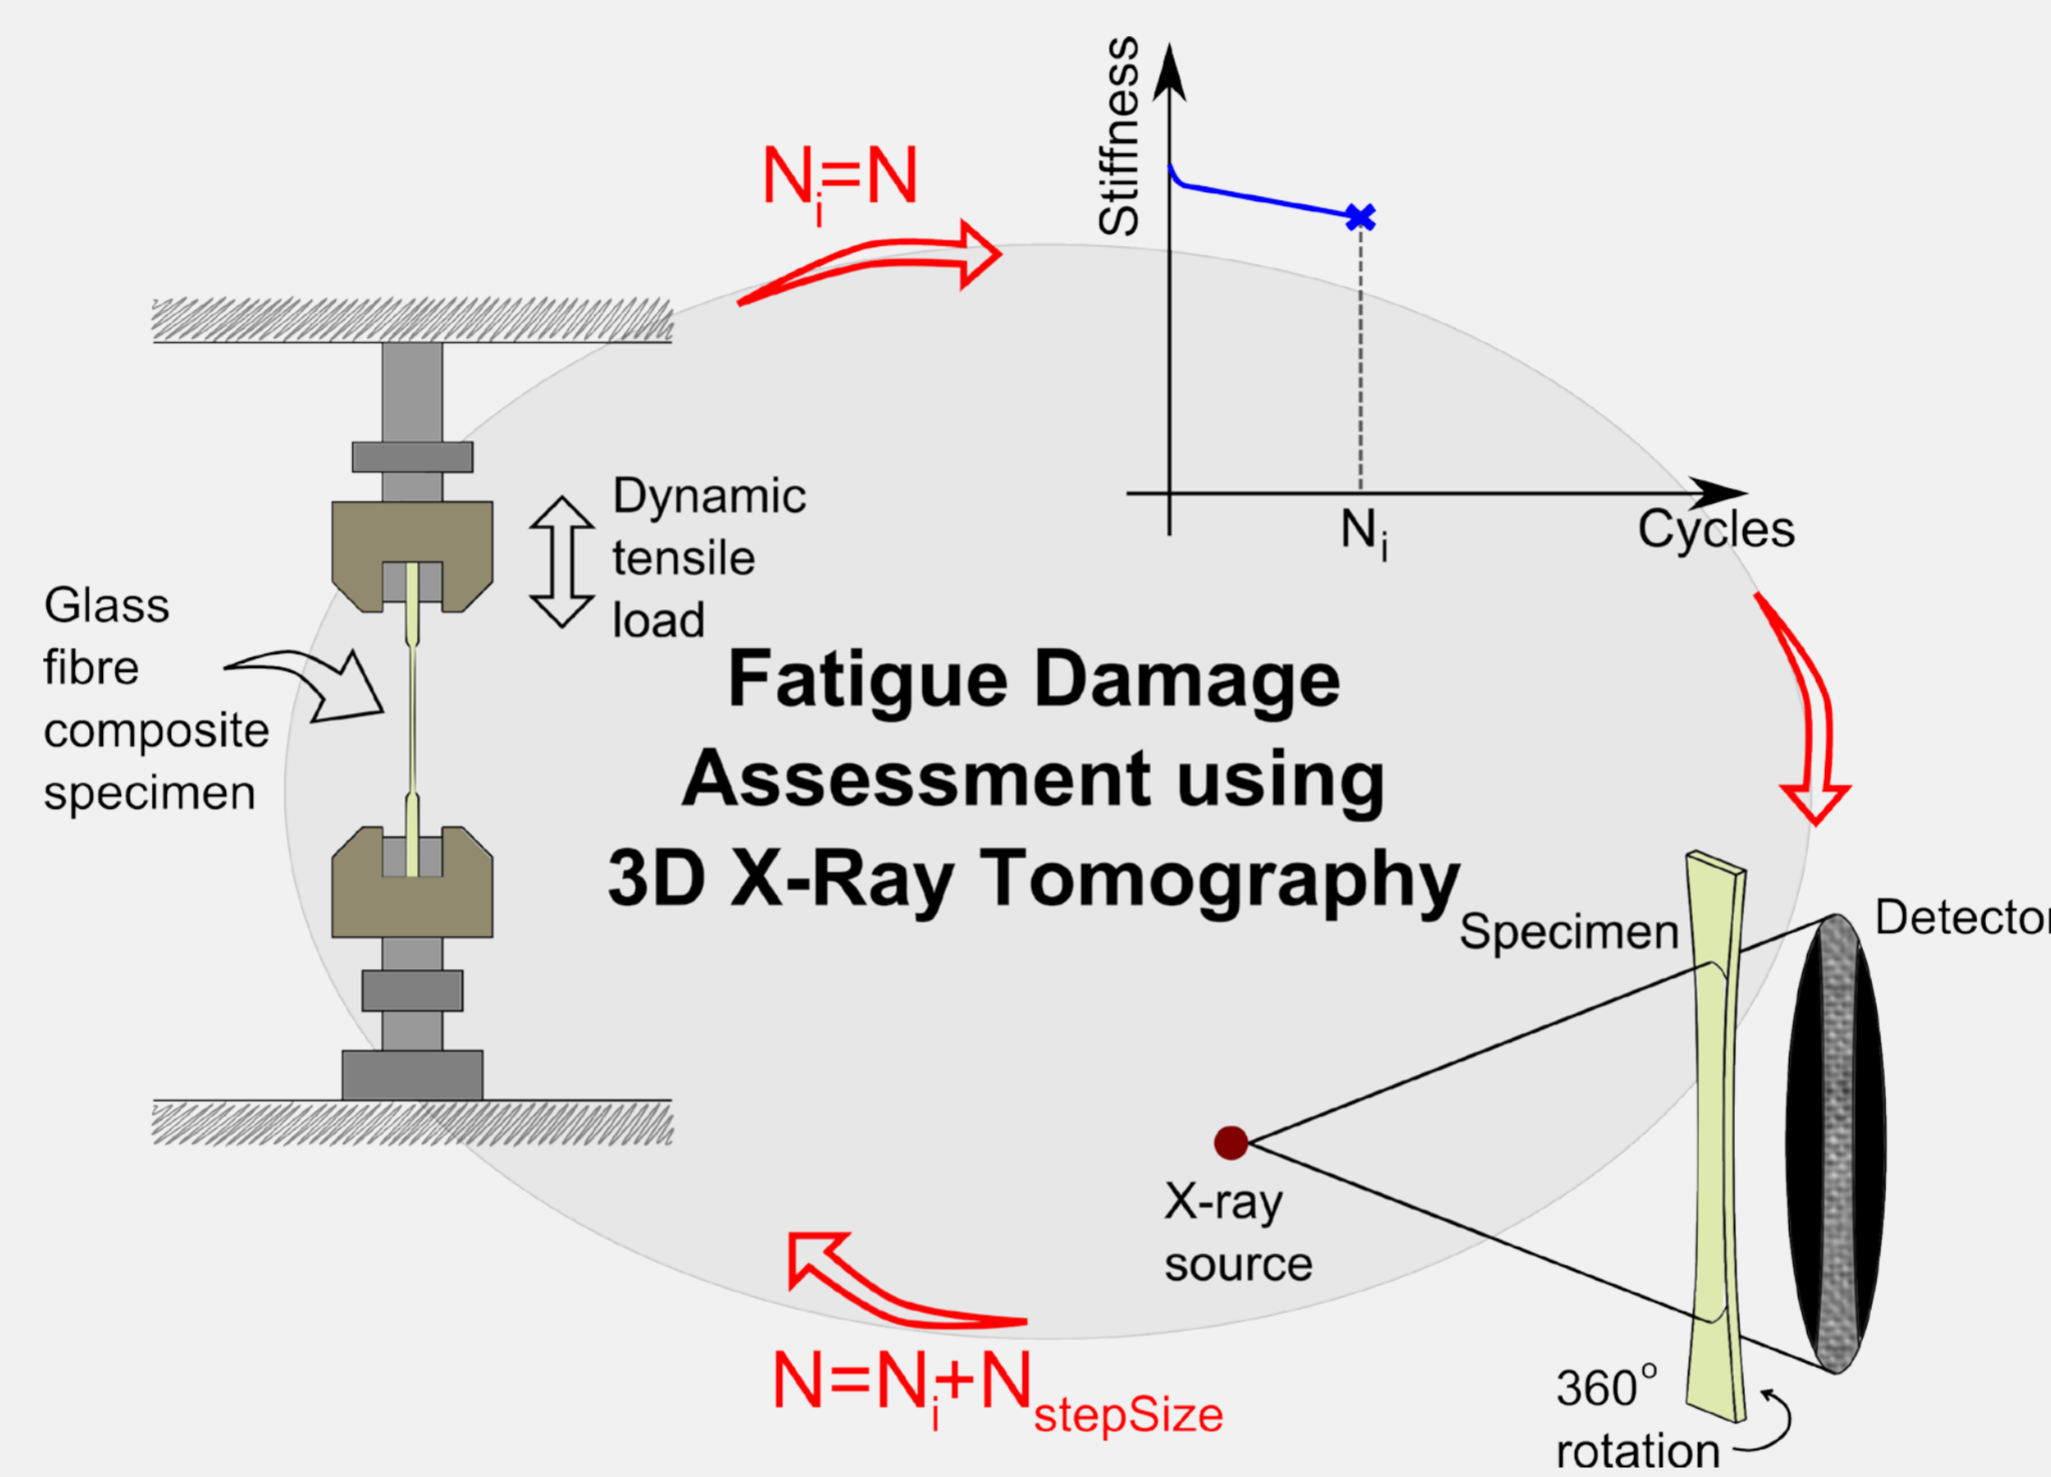 N_i=N
Stiffness
N_i
Cycles
Dynamic
tensile
load
Glass
fibre
composite
specimen
Fatigue Damage
Assessment using
3D X-Ray Tomography
Specimen
Detector
X-ray
source
360°
rotation
N=N_i+N_stepSize